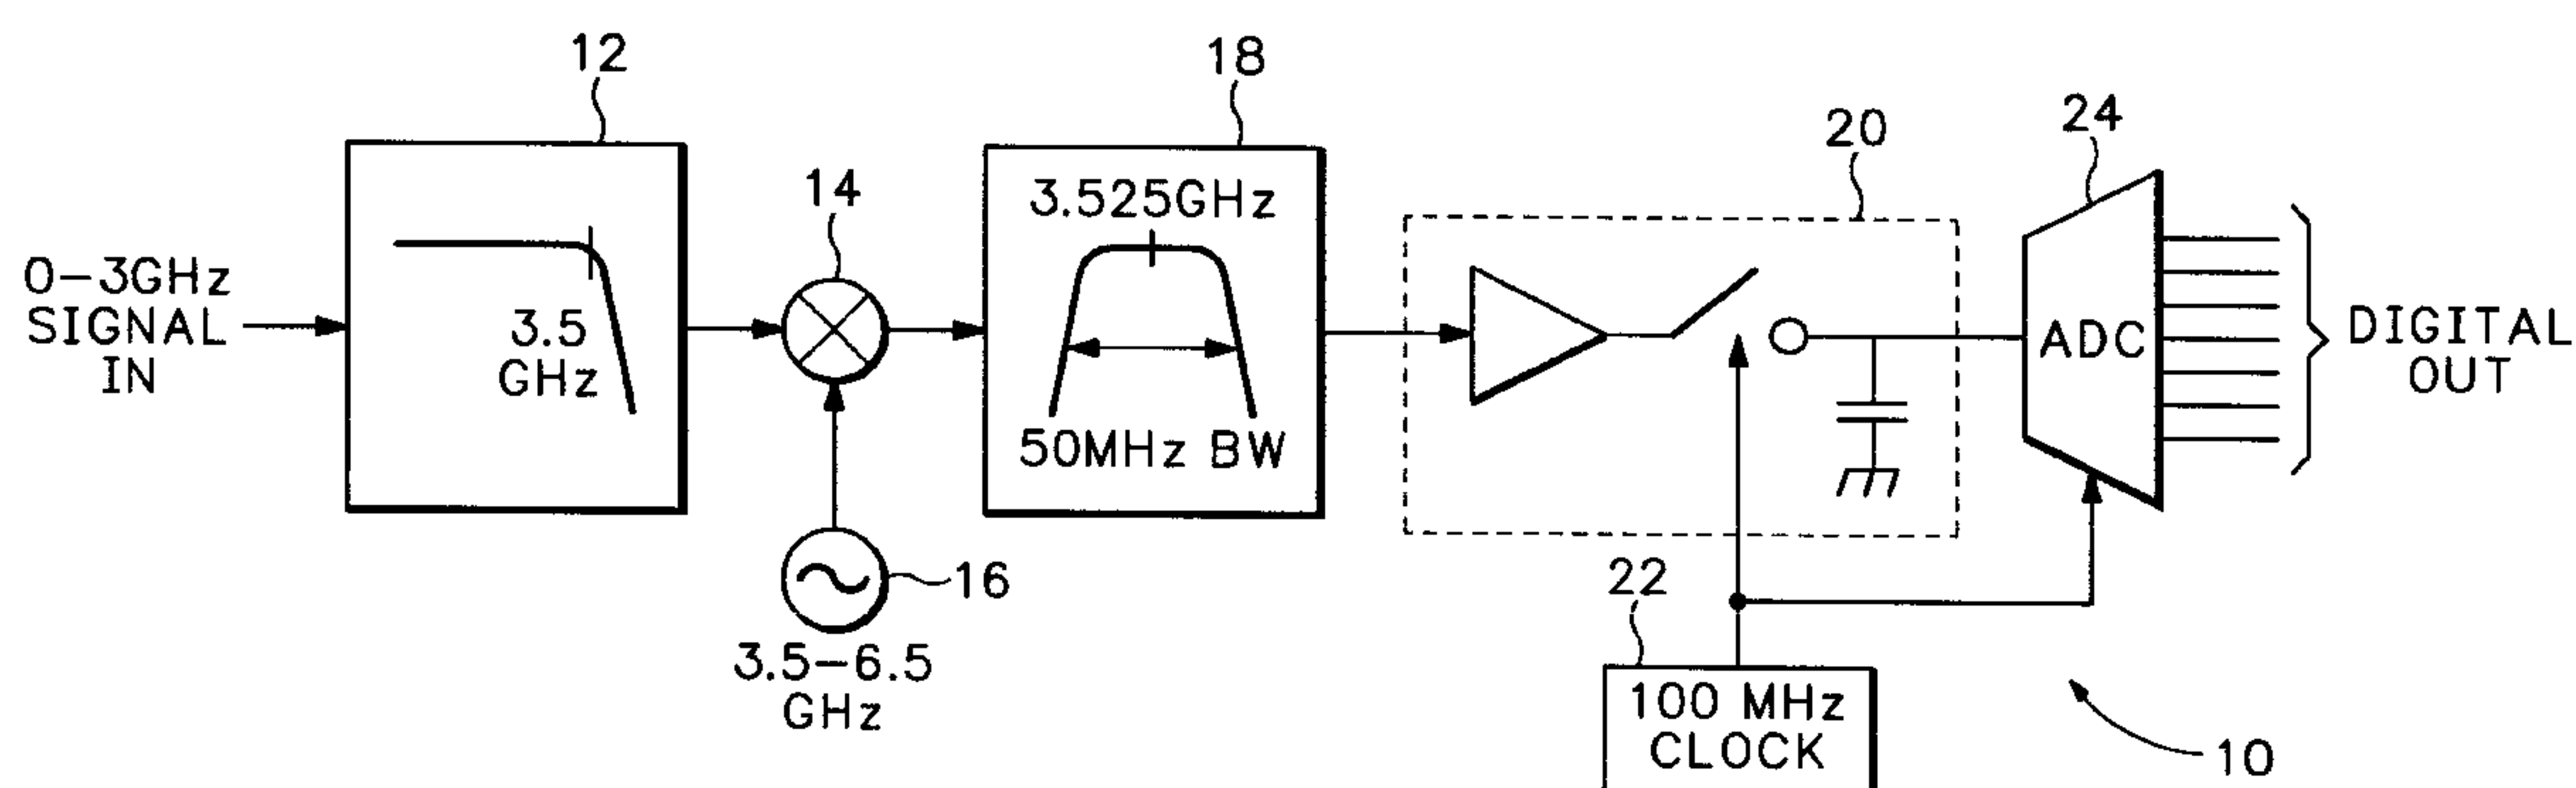 12
18
24
20
14
3.525GHz
0-3GHz
SIGNAL
IN
3.5
GHz
ADC
DIGITAL
OUT
50MHz BW
16
22
3.5-6.5
GHz
100 MHz
CLOCK
10